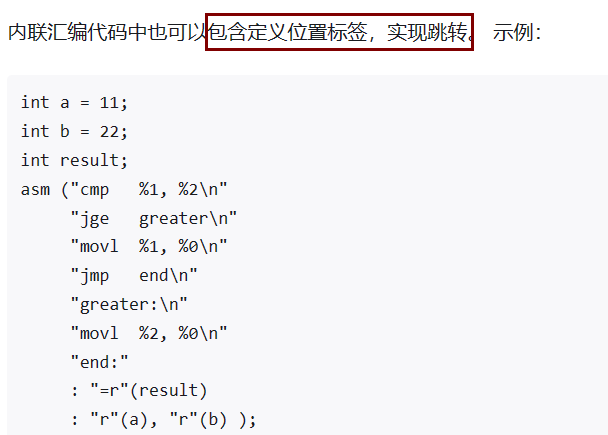 内联汇编代码中也可以包含定义位置标签，实现跳转。 示例：
int a = 11;
int b = 22;
int result;
asm ("cmp   %1, %2\n"
     "jge   greater\n"
     "movl  %1, %0\n"
     "jmp   end\n"
     "greater:\n"
     "movl  %2, %0\n"
     "end:"
     : "=r"(result)
     : "r"(a), "r"(b) );